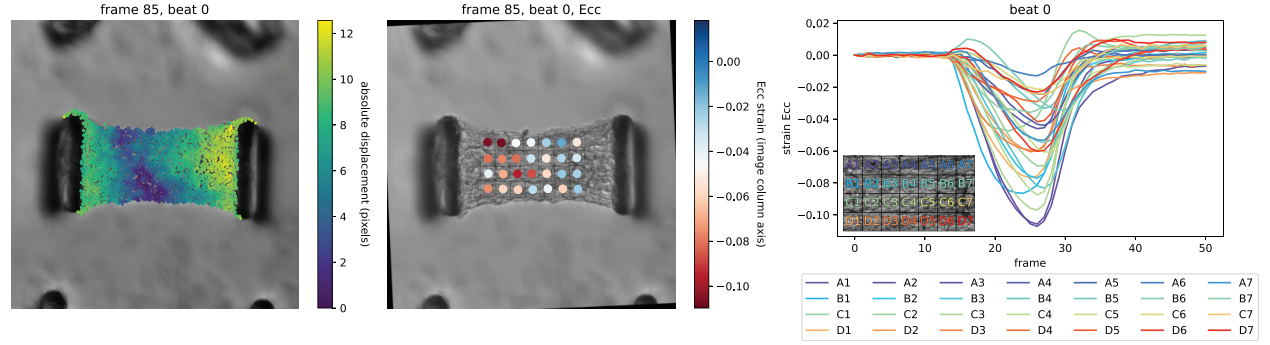 frame 85, beat 0
12
10
8
6
4
2
0
absolute displacement (pixels)
frame 85, beat 0, Ecc
0.00
−0.02
−0.04
−0.06
−0.08
−0.10
Ecc strain (image column axis)
beat 0
0.02
0.00
−0.02
−0.04
−0.06
−0.08
−0.10
strain Ecc
A6 A7
B1 B2 B3 B4 B5 B6 B7
C1 C2 C3 C4 C5 C6 C7
D1 D2 D3 D4 D5 D6 D7
0 10 20 30 40 50
frame
A1 A2 A3 A4 A5 A6 A7
B1 B2 B3 B4 B5 B6 B7
C1 C2 C3 C4 C5 C6 C7
D1 D2 D3 D4 D5 D6 D7